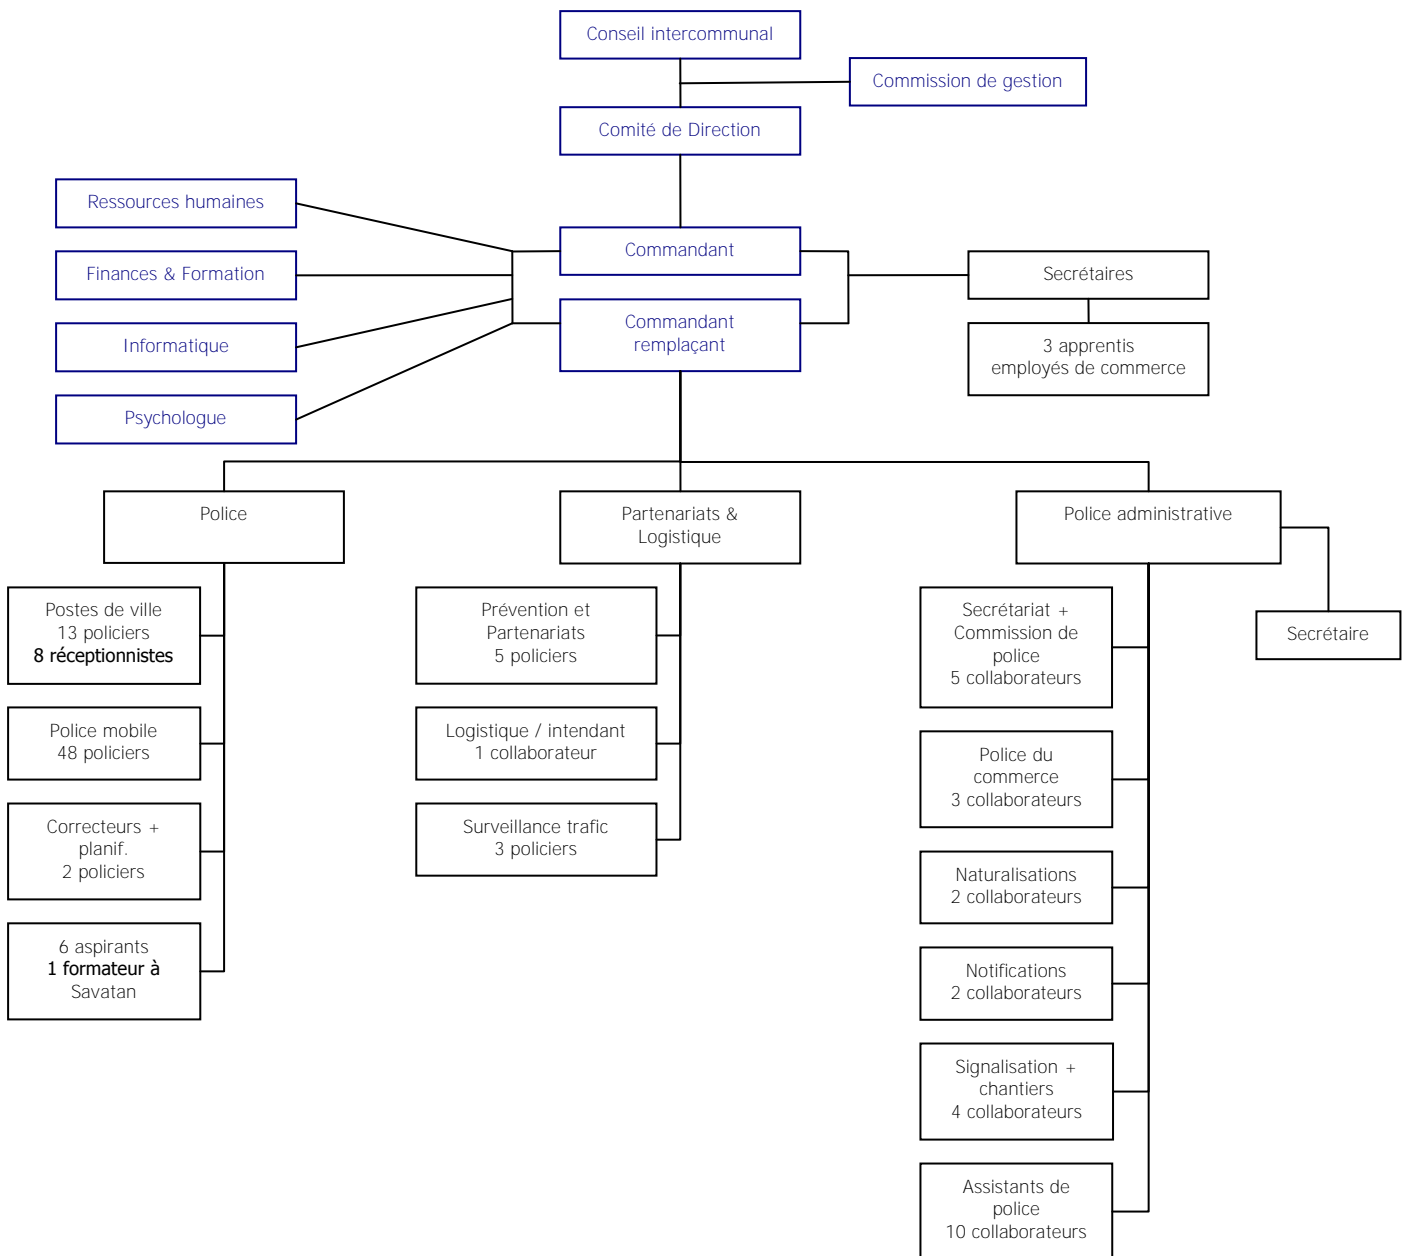 Conseil intercommunal
Commission de gestion
Comité de Direction
Ressources humaines
Finances & Formation
Informatique
Psychologue
Commandant
Commandant
remplaçant
Secrétaires
3 apprentis
employés de commerce
Police
Partenariats &
Logistique
Police administrative
Secrétaire
Postes de ville
13 policiers
8 réceptionnistes
Police mobile
48 policiers
Correcteurs +
planif.
2 policiers
6 aspirants
1 formateur à
Savatan
Prévention et
Partenariats
5 policiers
Logistique / intendant
1 collaborateur
Surveillance trafic
3 policiers
Secrétariat +
Commission de
police
5 collaborateurs
Police du
commerce
3 collaborateurs
Naturalisations
2 collaborateurs
Notifications
2 collaborateurs
Signalisation +
chantiers
4 collaborateurs
Assistants de
police
10 collaborateurs